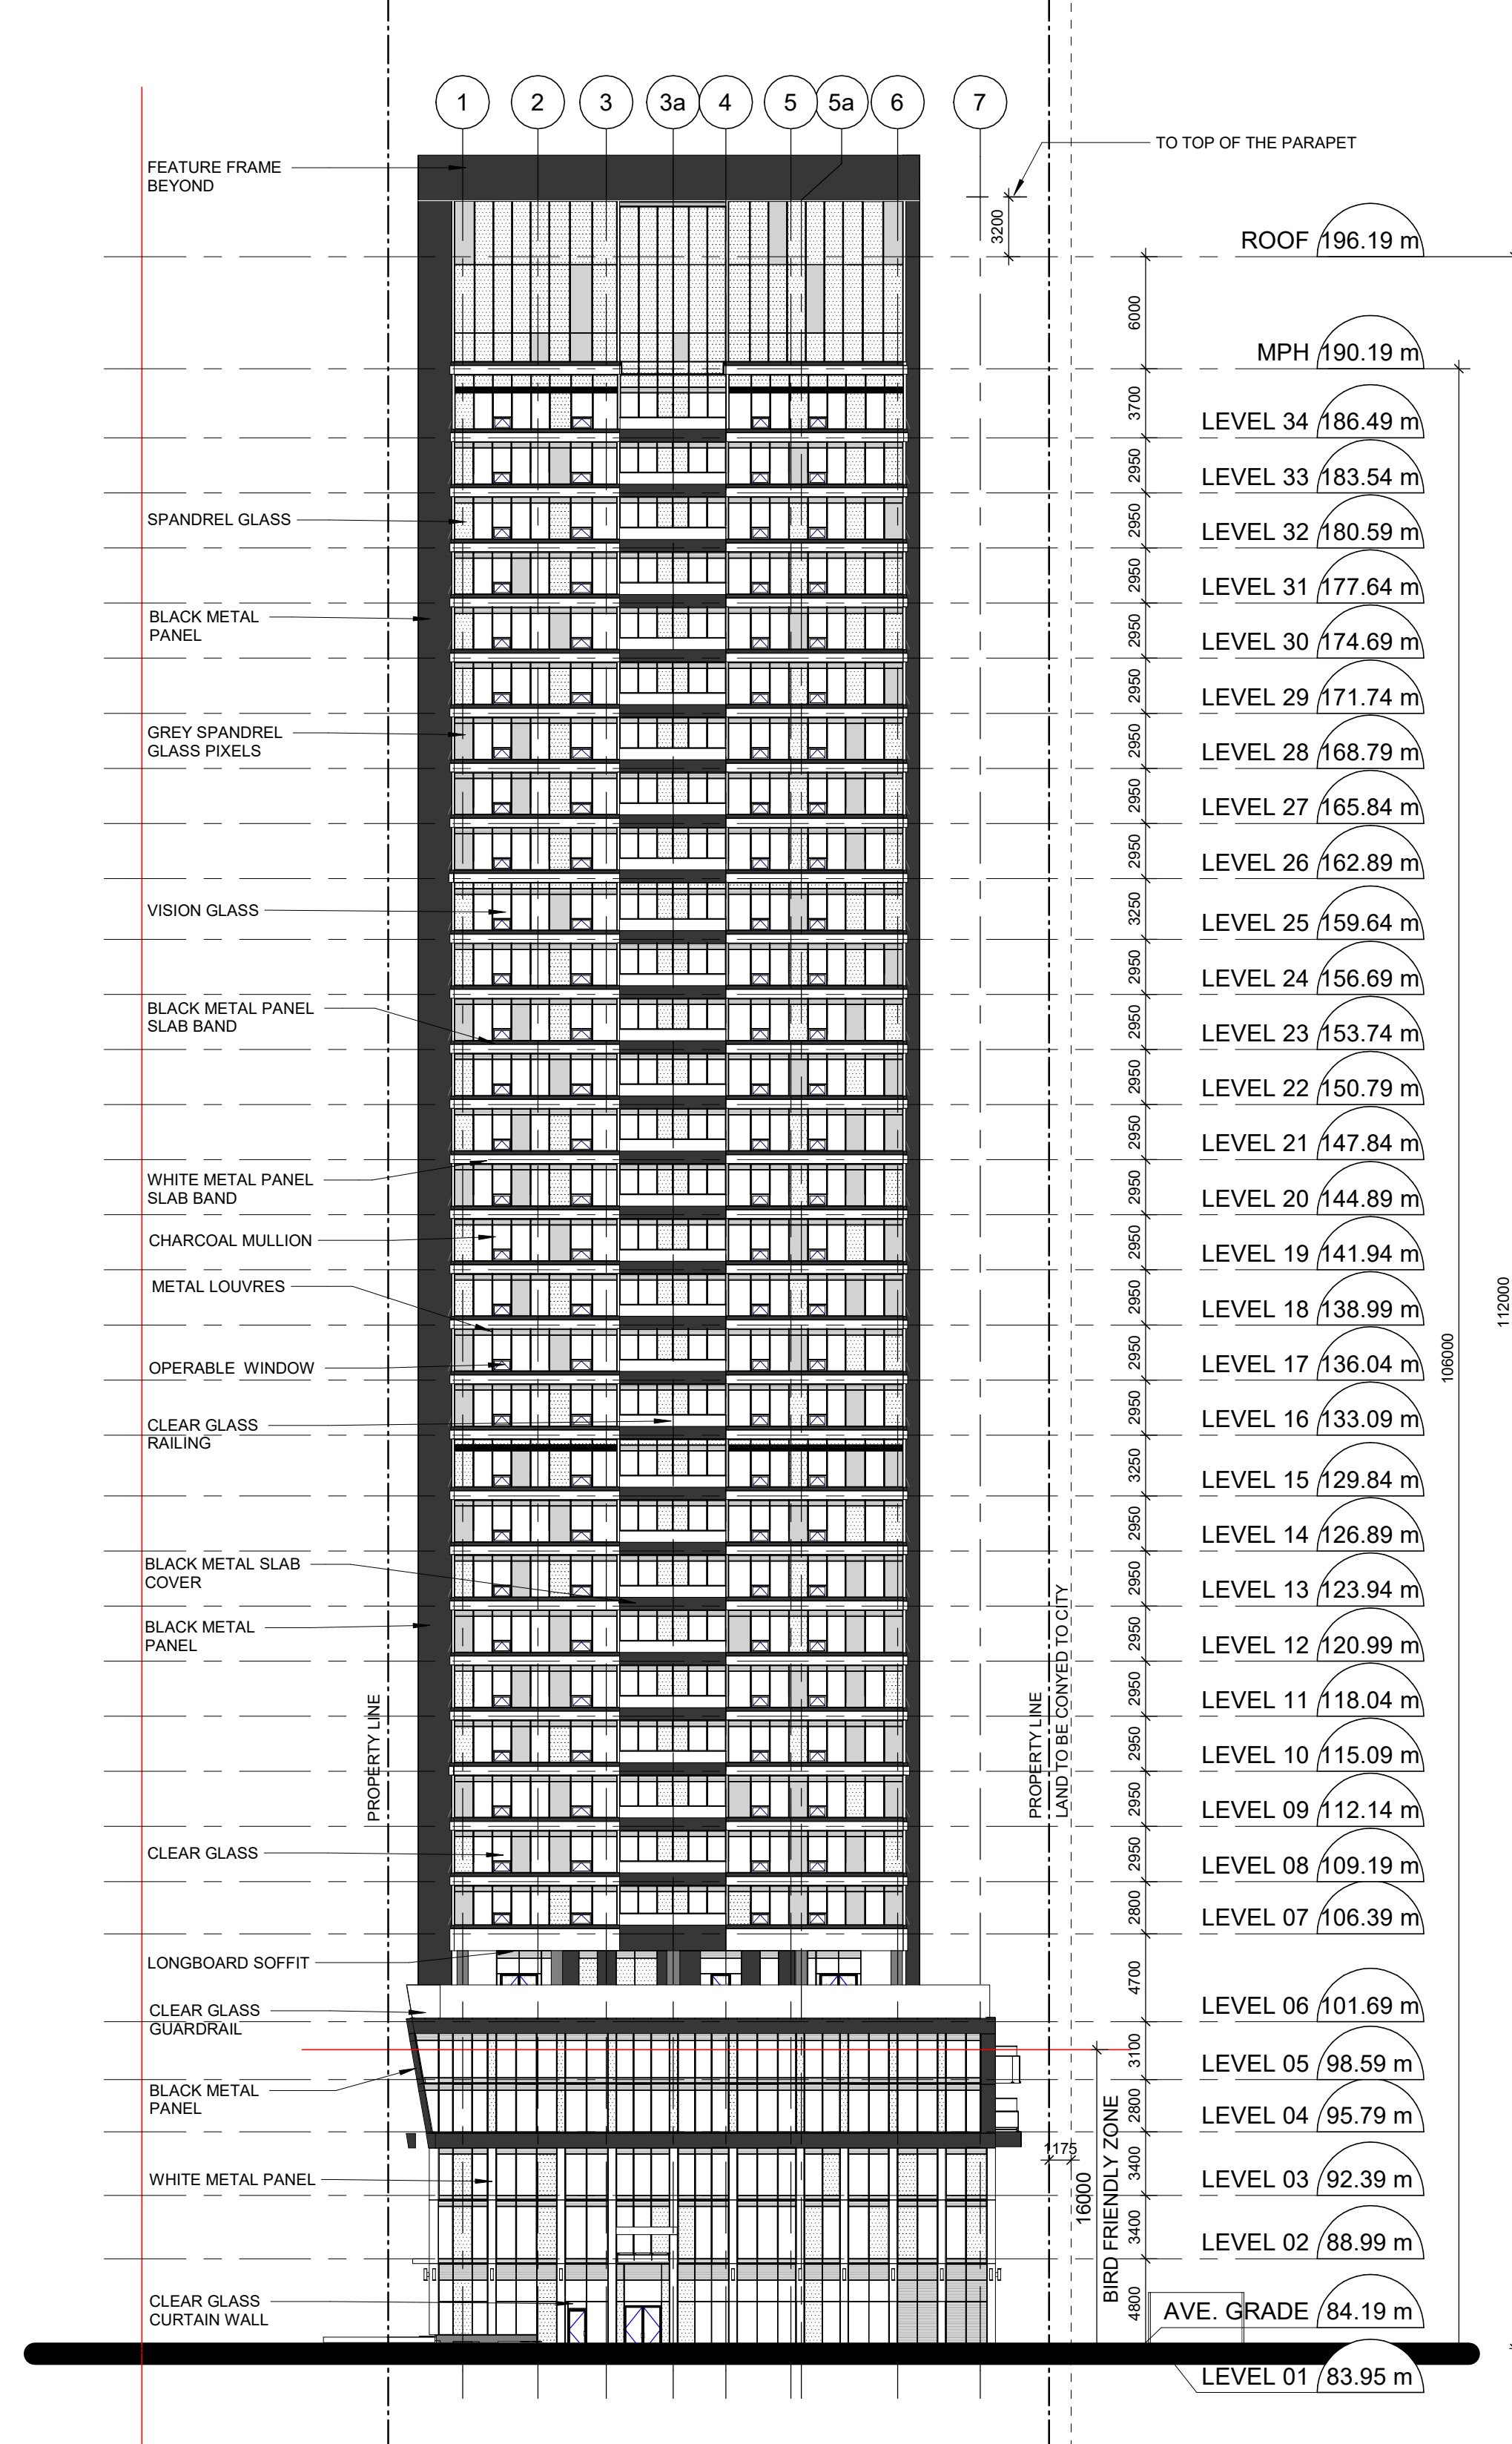 1 2 3 3a 4 5 5a 6 7
TO TOP OF THE PARAPET
FEATURE FRAME
BEYOND
3200
ROOF 196.19 m
6000
MPH 190.19 m
3700
LEVEL 34 186.49 m
2950
LEVEL 33 183.54 m
SPANDREL GLASS
2950
LEVEL 32 180.59 m
2950
LEVEL 31 177.64 m
BLACK METAL
PANEL
2950
LEVEL 30 174.69 m
2950
LEVEL 29 171.74 m
GREY SPANDREL
GLASS PIXELS
2950
LEVEL 28 168.79 m
2950
LEVEL 27 165.84 m
2950
LEVEL 26 162.89 m
VISION GLASS
3250
LEVEL 25 159.64 m
2950
LEVEL 24 156.69 m
BLACK METAL PANEL
SLAB BAND
2950
LEVEL 23 153.74 m
2950
LEVEL 22 150.79 m
2950
LEVEL 21 147.84 m
WHITE METAL PANEL
SLAB BAND
2950
LEVEL 20 144.89 m
CHARCOAL MULLION
2950
LEVEL 19 141.94 m
METAL LOUVRES
2950
LEVEL 18 138.99 m
112000
OPERABLE WINDOW
2950
LEVEL 17 136.04 m
106000
CLEAR GLASS
RAILING
2950
LEVEL 16 133.09 m
3250
LEVEL 15 129.84 m
2950
LEVEL 14 126.89 m
BLACK METAL SLAB
COVER
2950
LEVEL 13 123.94 m
BLACK METAL
PANEL
2950
LEVEL 12 120.99 m
2950
LEVEL 11 118.04 m
PROPERTY LINE
PROPERTY LINE
LAND TO BE CONYED TO CITY
2950
LEVEL 10 115.09 m
2950
LEVEL 09 112.14 m
CLEAR GLASS
2950
LEVEL 08 109.19 m
2800
LEVEL 07 106.39 m
LONGBOARD SOFFIT
4700
LEVEL 06 101.69 m
CLEAR GLASS
GUARDRAIL
3100
LEVEL 05 98.59 m
BLACK METAL
PANEL
2800
LEVEL 04 95.79 m
1175
WHITE METAL PANEL
3400
LEVEL 03 92.39 m
16000
BIRD FRIENDLY ZONE
3400
LEVEL 02 88.99 m
CLEAR GLASS
CURTAIN WALL
4800
AVE. GRADE 84.19 m
LEVEL 01 83.95 m